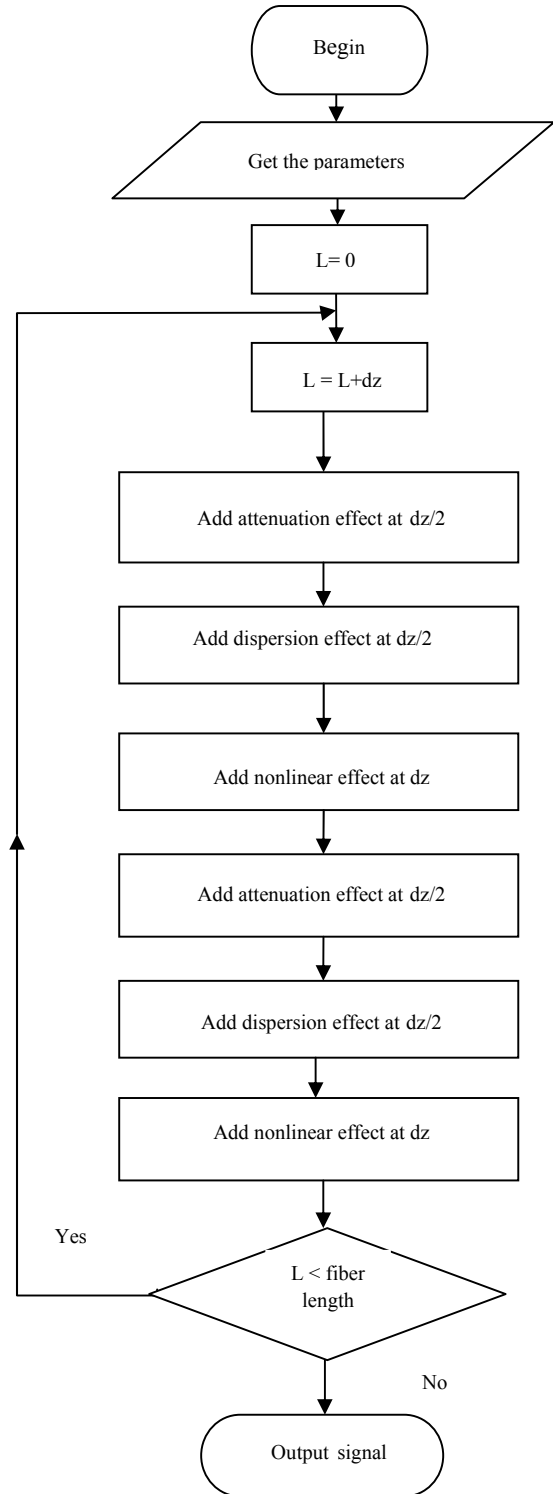 Begin
Get the parameters
L= 0
L = L+dz
Add attenuation effect at dz/2
Add dispersion effect at dz/2
Add nonlinear effect at dz
Add attenuation effect at dz/2
Add dispersion effect at dz/2
Add nonlinear effect at dz
Yes
L < fiber
length
No
Output signal